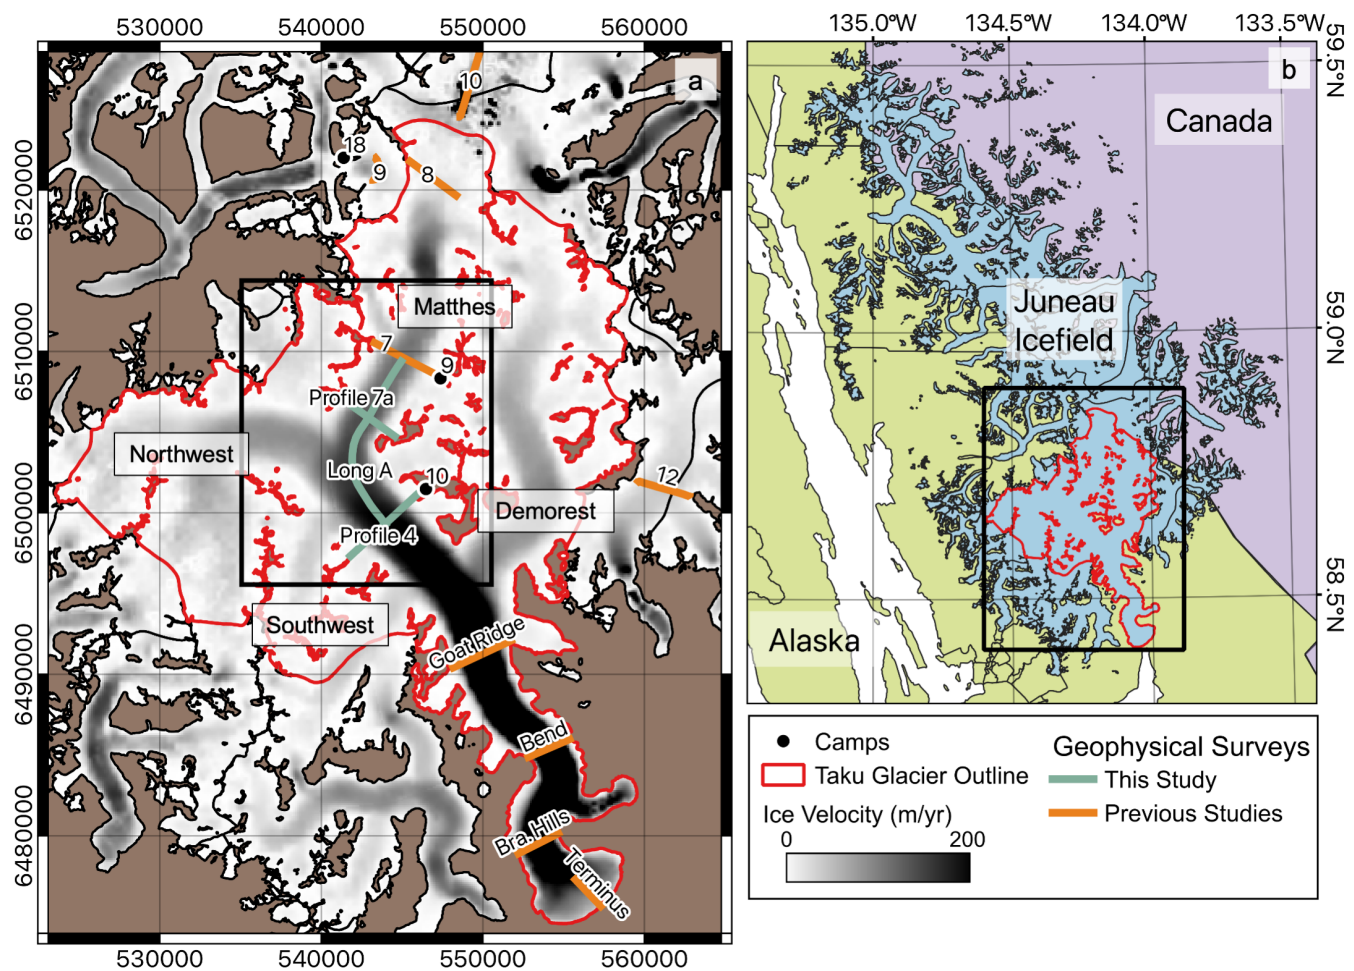 530000 540000 550000 560000
a
10
18
9
8
6520000
Matthes
7
9
6510000
Profile 7a
Northwest
Long A
10
12
6500000
Demorest
Profile 4
Southwest
Goat Ridge
6490000
Bend
6480000
Bra. Hills
Terminus
530000 540000 550000 560000
135.0°W 134.5°W 134.0°W 133.5°W
b
59.5°N
Canada
Juneau
Icefield
59.0°N
58.5°N
Alaska
Camps
Taku Glacier Outline
Ice Velocity (m/yr)
0 200
Geophysical Surveys
This Study
Previous Studies